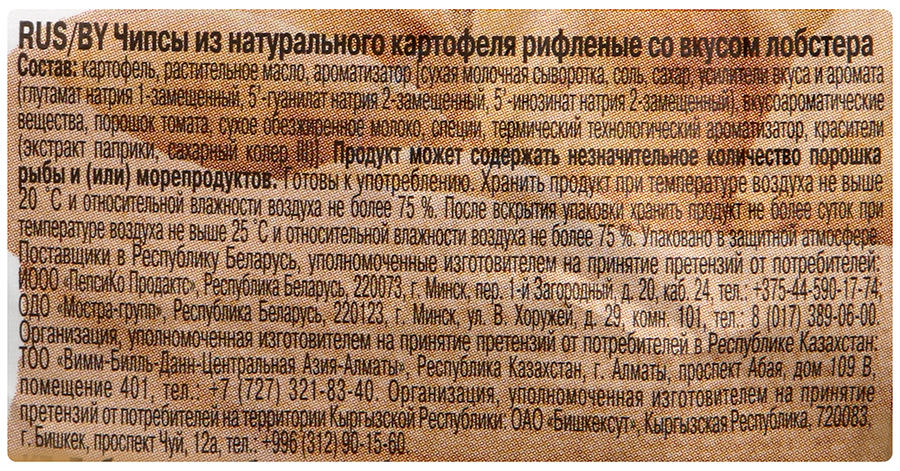 RUS/BY Чипсы из натурального картофеля рифленые со вкусом лобстера
Состав: картофель, растительное масло, ароматизатор [сухая молочная сыворотка, соль, сахар, усилители вкуса и аромата
(глутамат натрия 1-замещенный, 5'-гуанилат натрия 2-замещенный, 5'-инозинат натрия 2-замещенный), вкусоароматические
вещества, порошок томата, сухое обезжиренное молоко, специи, термический технологический ароматизатор, красители
(экстракт паприки, сахарный колер III)]. Продукт может содержать незначительное количество порошка
рыбы и (или) морепродуктов. Готовы к употреблению. Хранить продукт при температуре воздуха не выше
20 °C и относительной влажности воздуха не более 75 %. После вскрытия упаковки хранить продукт не более суток при
температуре воздуха не выше 25 °C и относительной влажности воздуха не более 75 %. Упаковано в защитной атмосфере.
Поставщики в Республику Беларусь, уполномоченные изготовителем на принятие претензий от потребителей:
ИООО «ПепсиКо Продактс», Республика Беларусь, 220073, г. Минск, пер. 1-й Загородный, д. 20, каб. 24, тел.: +375-44-590-17-74,
ОДО «Мостра-групп», Республика Беларусь, 220123, г. Минск, ул. В. Хоружей, д. 29, комн. 101, тел.: 8 (017) 389-06-00.
Организация, уполномоченная изготовителем на принятие претензий от потребителей в Республике Казахстан:
ТОО «Вимм-Билль-Данн-Центральная Азия-Алматы», Республика Казахстан, г. Алматы, проспект Абая, дом 109 В,
помещение 401, тел.: +7 (727) 321-83-40. Организация, уполномоченная изготовителем на принятие
претензий от потребителей на территории Кыргызской Республики: ОАО «Бишкексут», Кыргызская Республика, 720083,
г. Бишкек, проспект Чуй, 12а, тел.: +996 (312) 90-15-60.